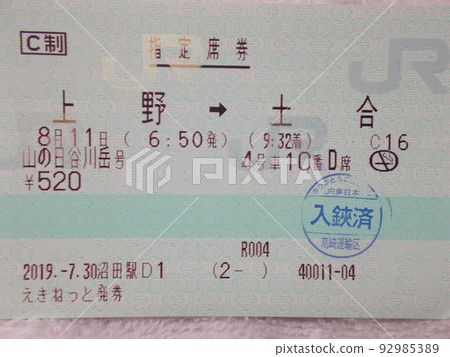 C制
指定席券
上野 → 土合
8月11日 ( 6:50発) (9:32着) C16
山の日谷川岳号 4号車10番D席
¥520
JR東日本
入鋏済
高崎運輸区
R004
2019.-7.30沼田駅D1 (2- ) 40011-04
えきねっと発券
PIXTA
92985389